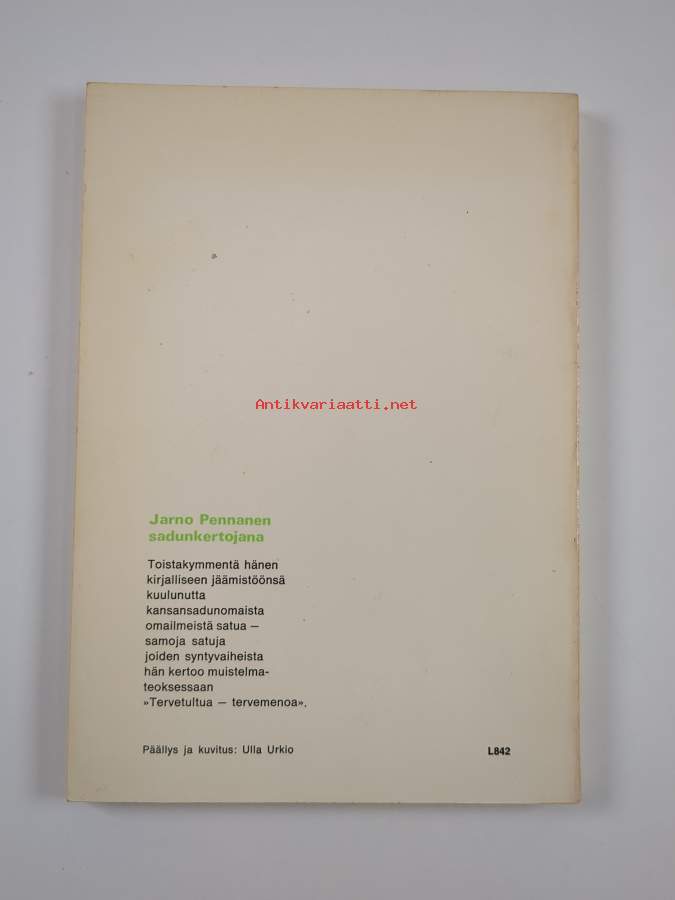 Antikvariaatti.net
Jarno Pennanen
sadunkertojana
Toistakymmentä hänen
kirjalliseen jäämistöönsä
kuulunutta
kansansadunomaista
omailmeistä satua —
samoja satuja
joiden syntyvaiheista
hän kertoo muistelma-
teoksessaan
»Tervetultua — tervemenoa».
Päällys ja kuvitus: Ulla Urkio
L842